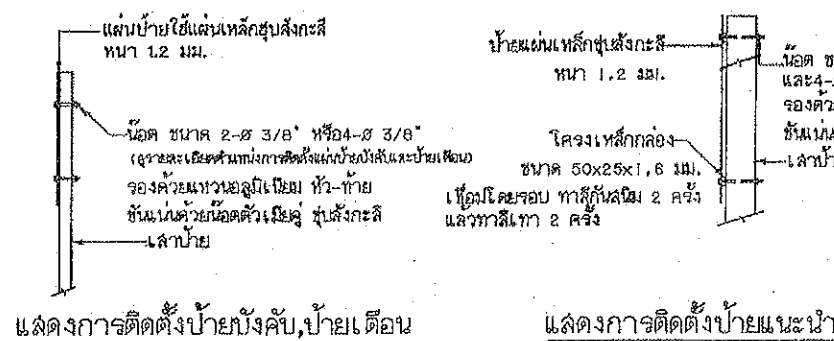 แผ่นป้ายใช้แผ่นเหล็กชุบสังกะสี
หนา 1.2 มม.
น๊อต ขนาด 2-Ø 3/8" หรือ4-Ø 3/8"
(ดูรายละเอียดตำแหน่งการติดตั้งแผ่นป้ายบังคับและป้ายเตือน)
รองด้วยแหวนอลูมิเนียม หัว-ท้าย
ขันแน่นด้วยน๊อตตัวเมียคู่ ชุบสังกะสี
เสาป้าย
แสดงการติดตั้งป้ายบังคับ,ป้ายเตือน
ป้ายแผ่นเหล็กชุบสังกะสี
หนา 1.2 มม.
โครงเหล็กกล่อง
ขนาด 50x25x1.6 มม.
เชื่อมโดยรอบ ทาสีกันสนิม 2 ครั้ง
แล้วทาสีเทา 2 ครั้ง
น๊อต ข
และ4-
รองด้ว
ขันแน่น
เสาป้า
แสดงการติดตั้งป้ายแนะนำ